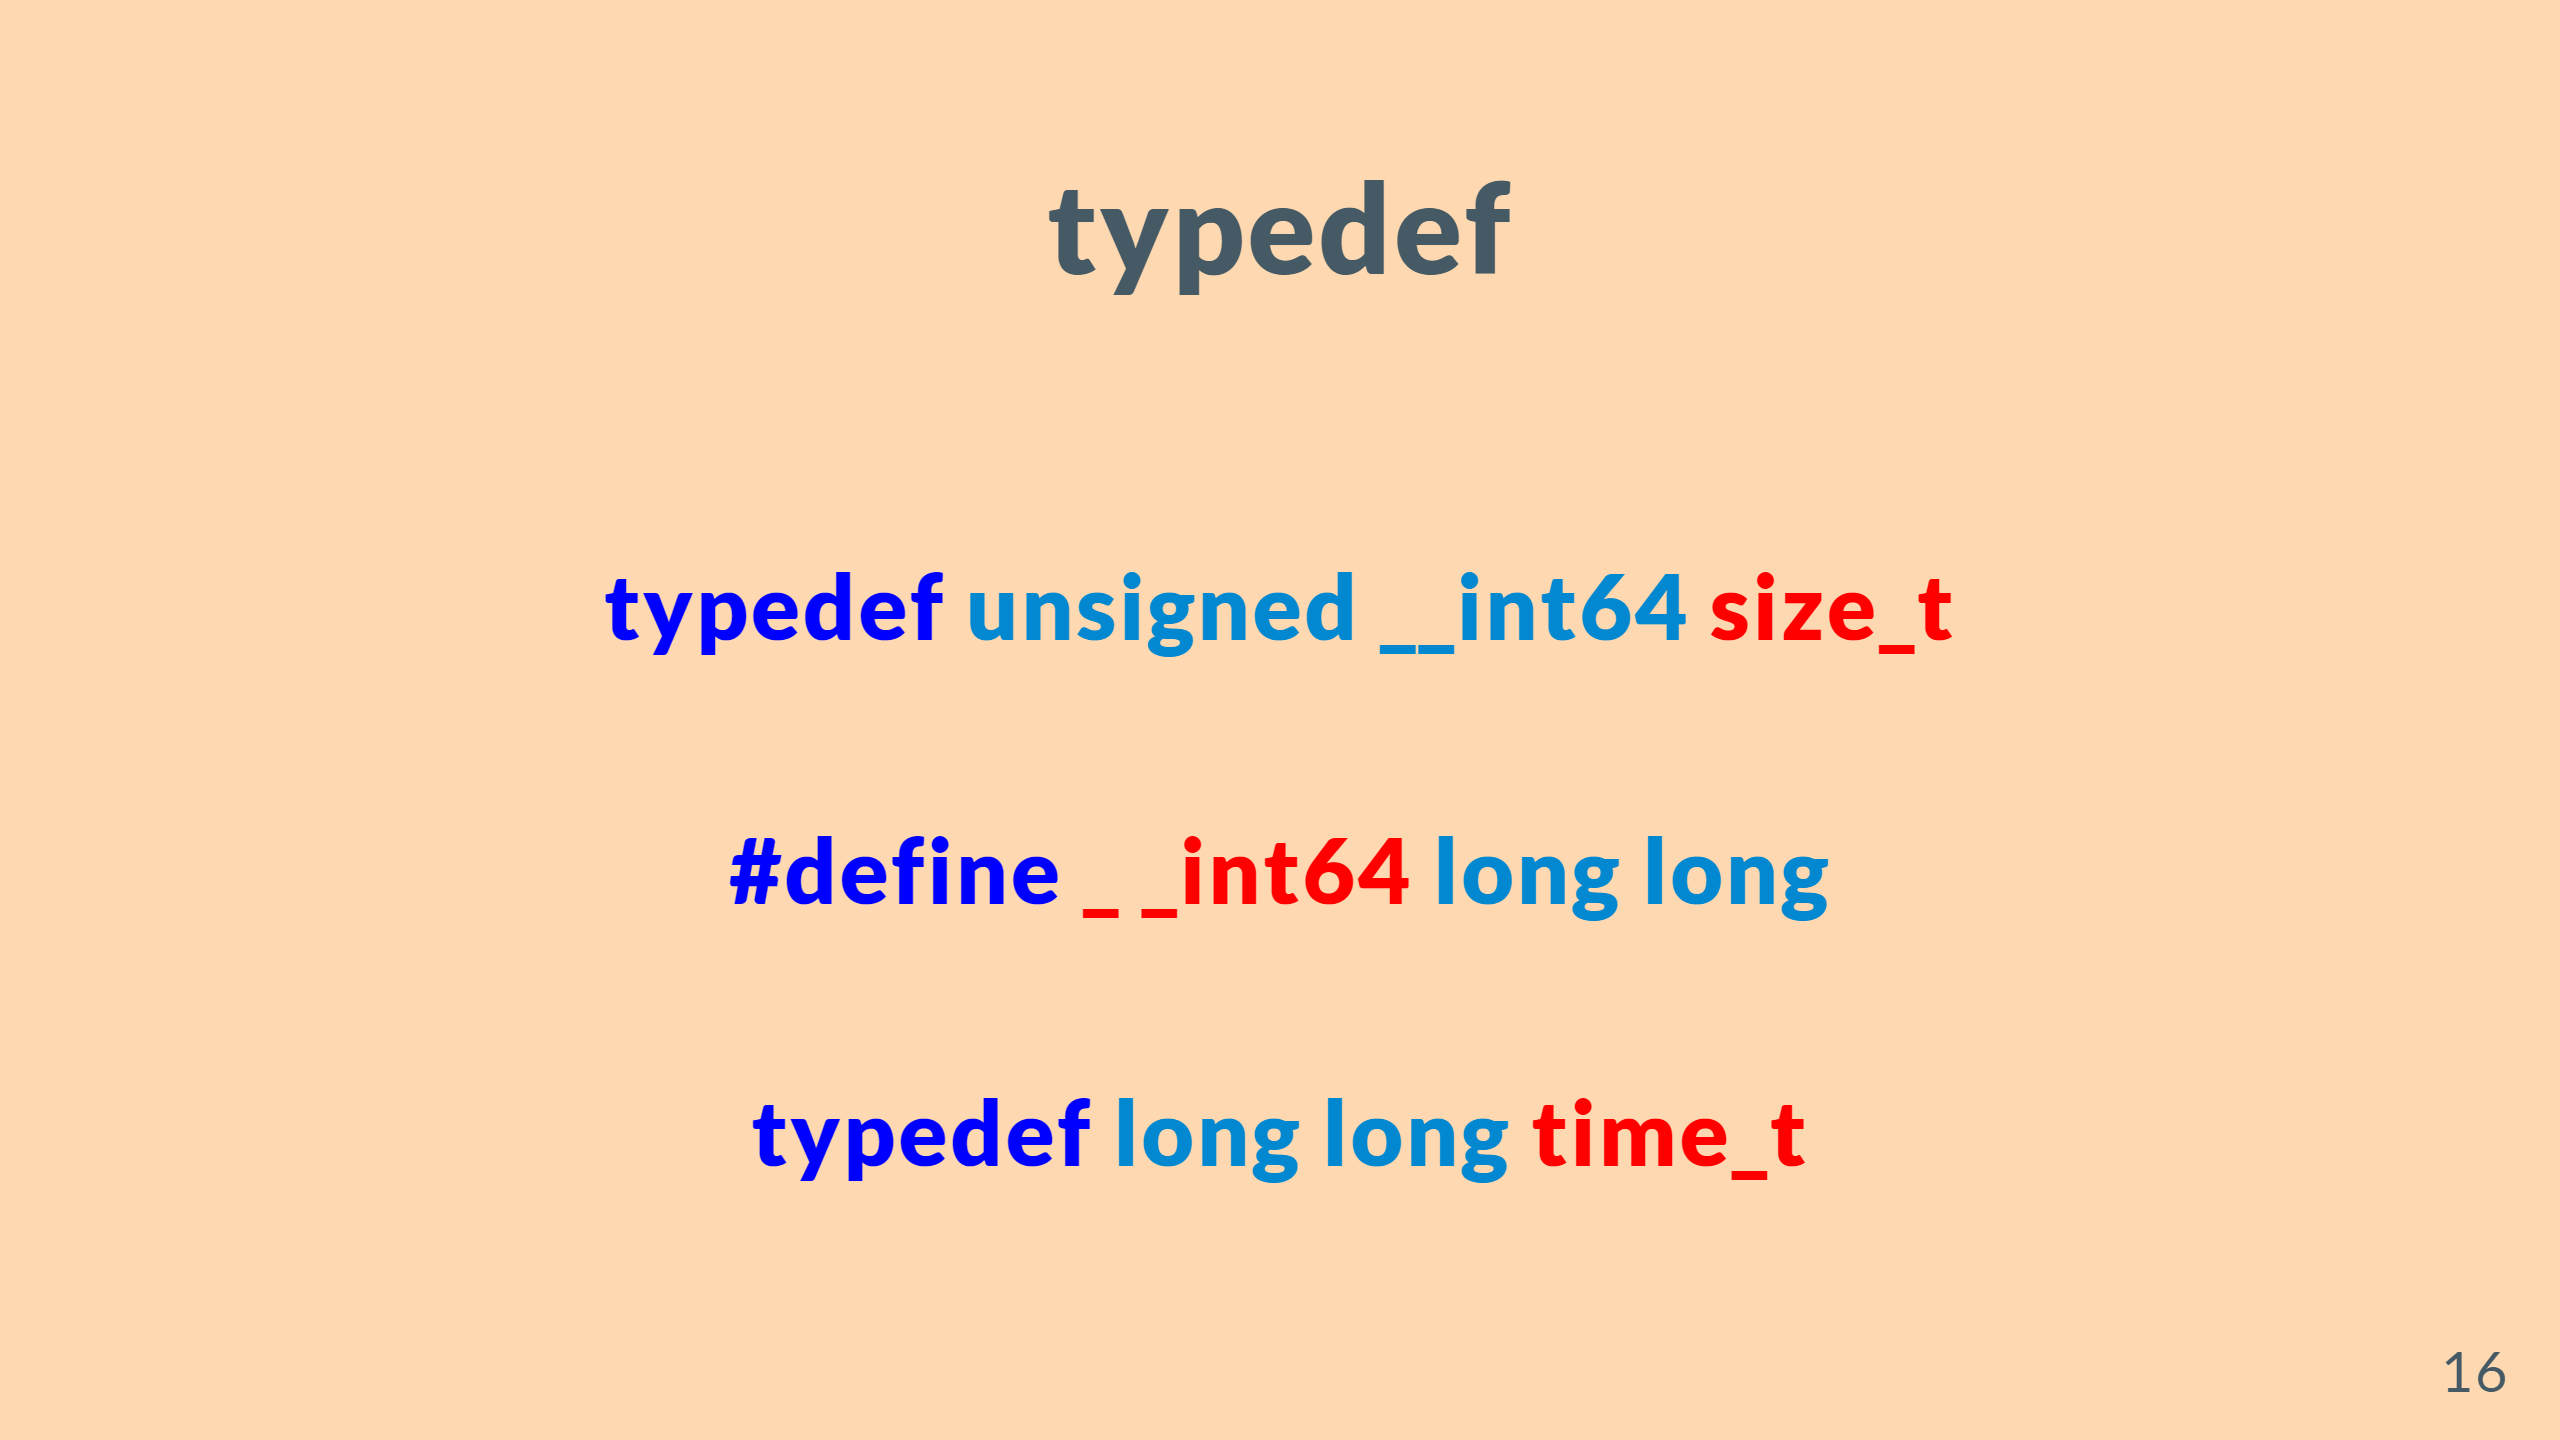 typedef
typedef unsigned __int64 size_t
#define _ _int64 long long
typedef long long time_t
16